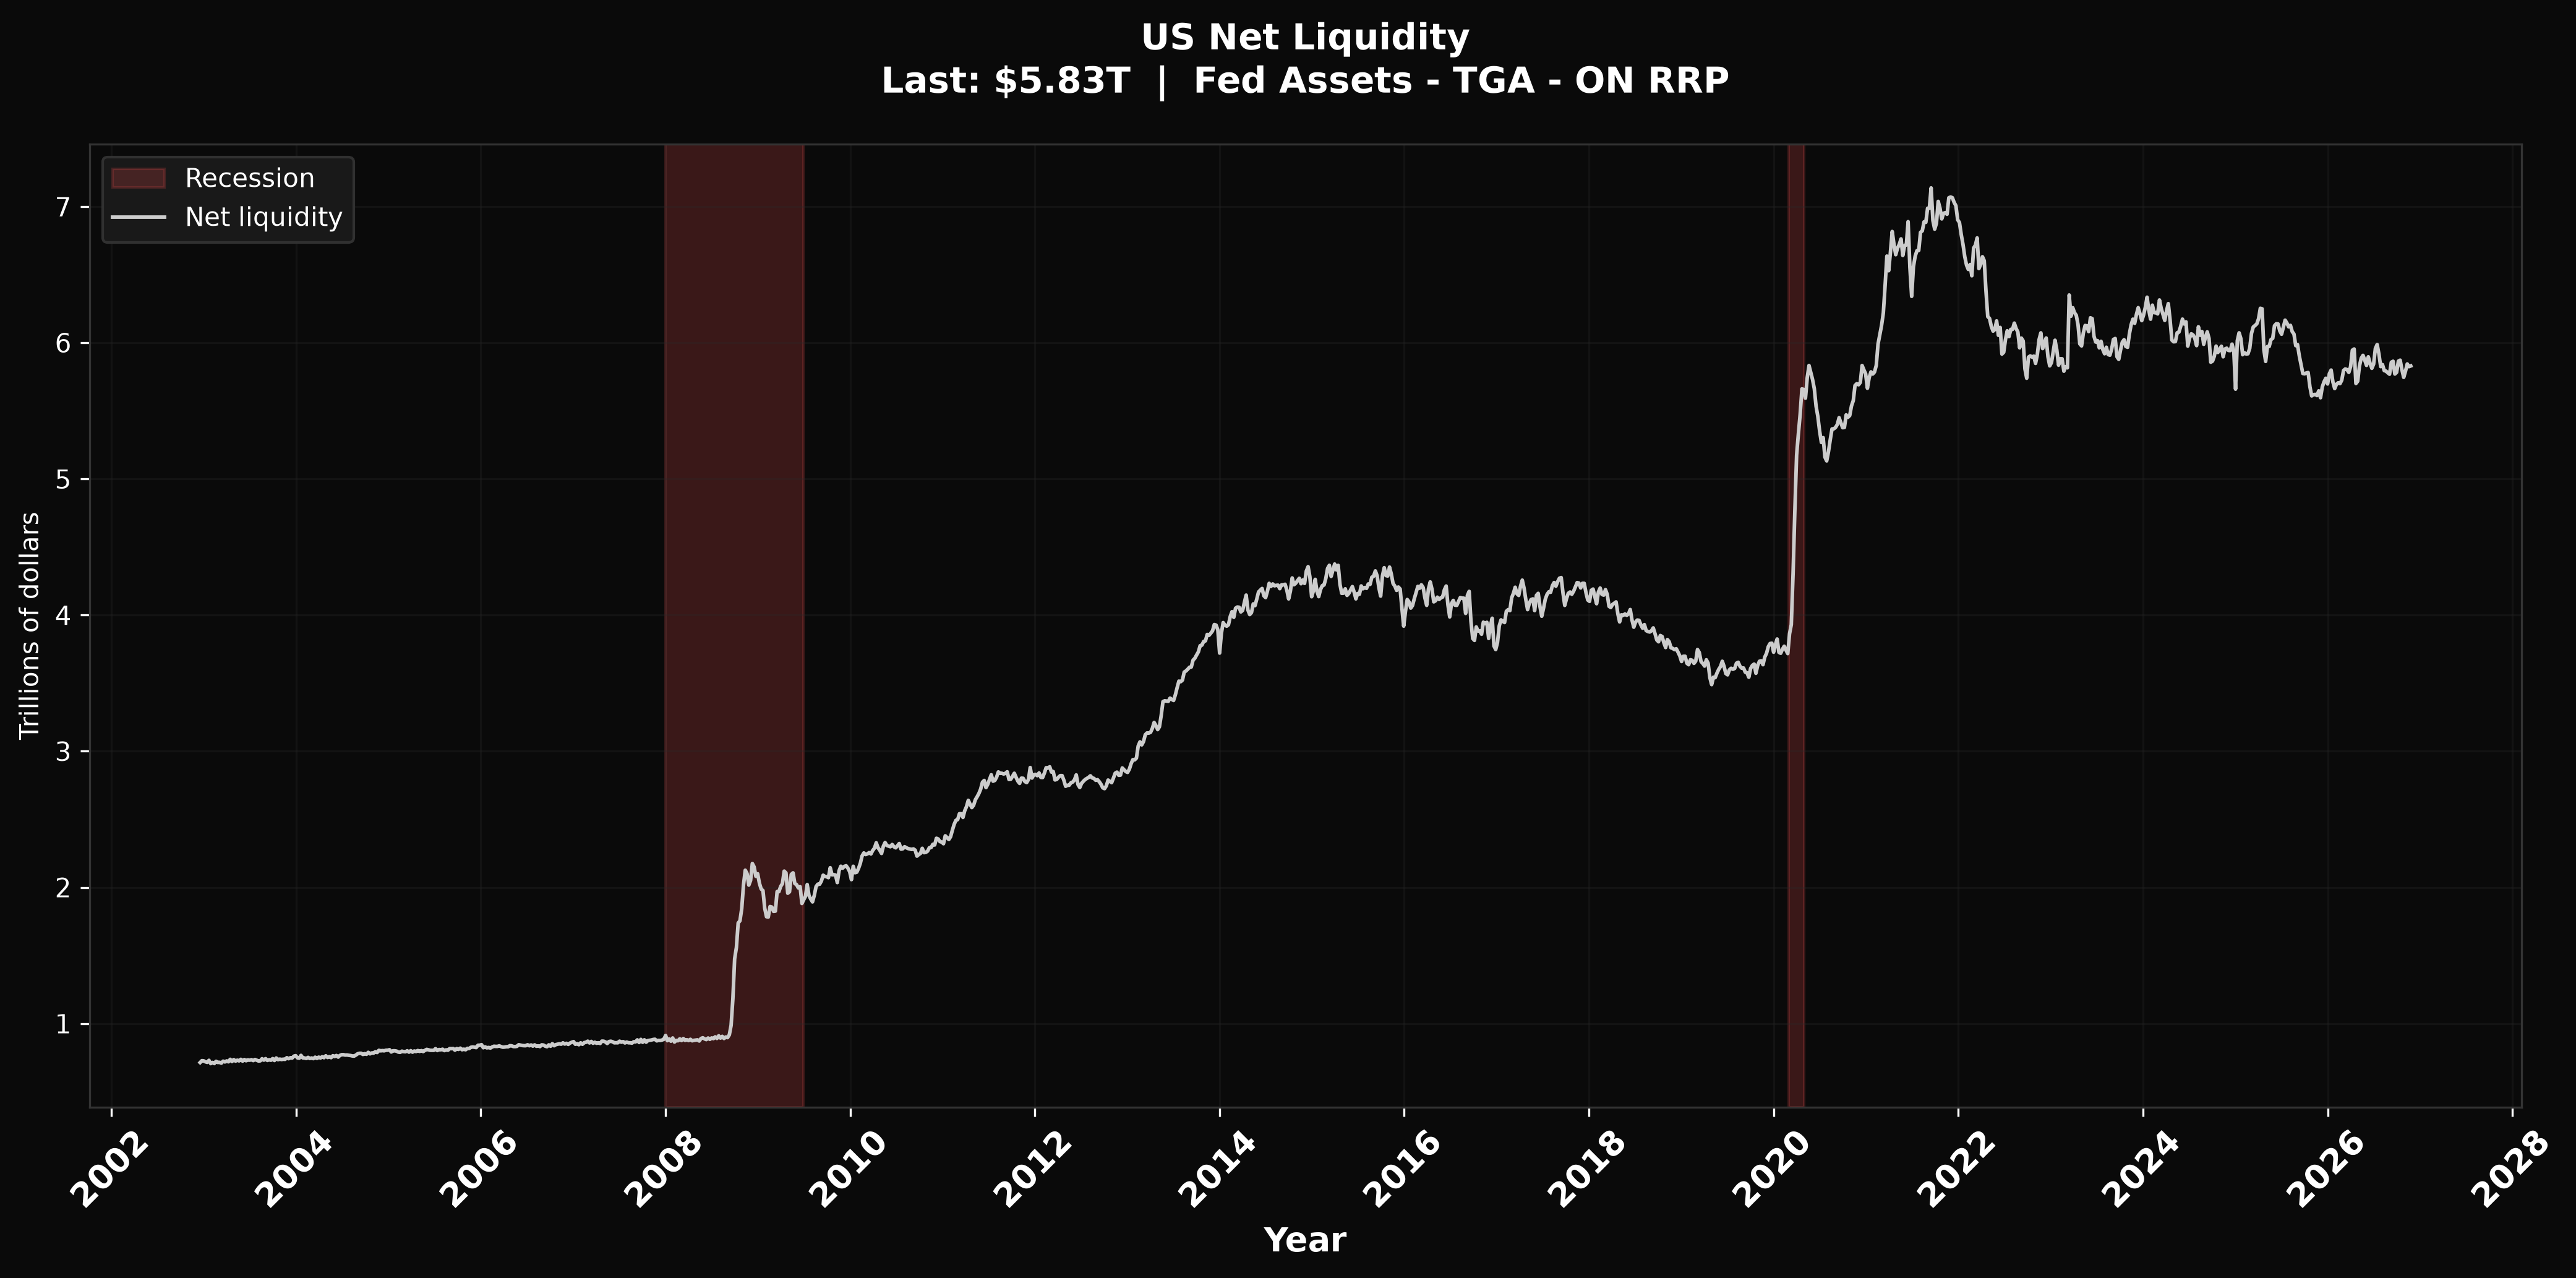 US Net Liquidity
Last: $5.83T | Fed Assets - TGA - ON RRP
Recession
Net liquidity
Trillions of dollars
7
6
5
4
3
2
1
2002 2004 2006 2008 2010 2012 2014 2016 2018 2020 2022 2024 2026 2028
Year